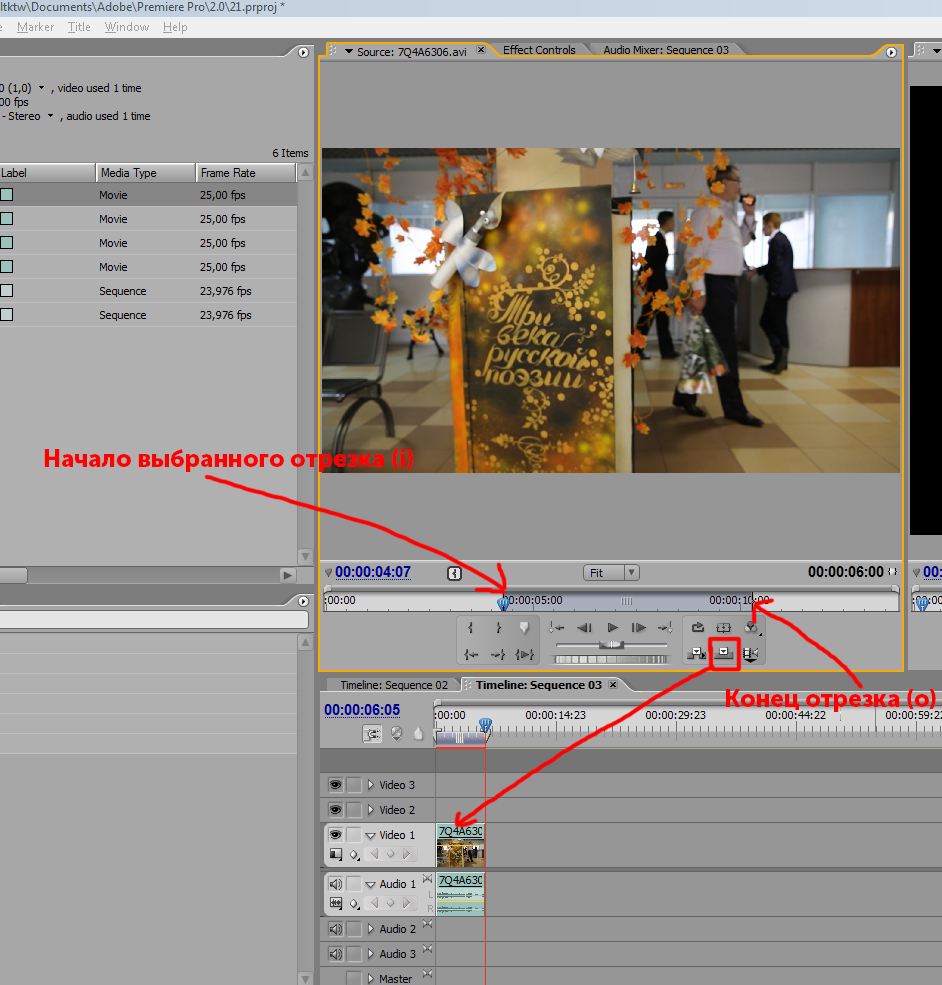 ltktw\Documents\Adobe\Premiere Pro\2.0\21.prproj *
Marker Title Window Help
Source: 7Q4A6306.avi Effect Controls Audio Mixer: Sequence 03
0 (1,0) , video used 1 time
00 fps
- Stereo , audio used 1 time
6 Items
Label Media Type Frame Rate
Movie 25,00 fps
Movie 25,00 fps
Movie 25,00 fps
Movie 25,00 fps
Sequence 23,976 fps
Sequence 23,976 fps
Три
века
русской
поэзии
Начало выбранного отрезка (i)
00:00:04:07 Fit 00:00:06:00 00:
:00:00 00:00:05:00 00:00:10:00 :00:0
Конец отрезка (o)
Timeline: Sequence 02 Timeline: Sequence 03
00:00:06:05 :00:00 00:00:14:23 00:00:29:23 00:00:44:22 00:00:59:22
Video 3
Video 2
Video 1 7Q4A630
Audio 1 7Q4A630
L
R
Audio 2
Audio 3
Master